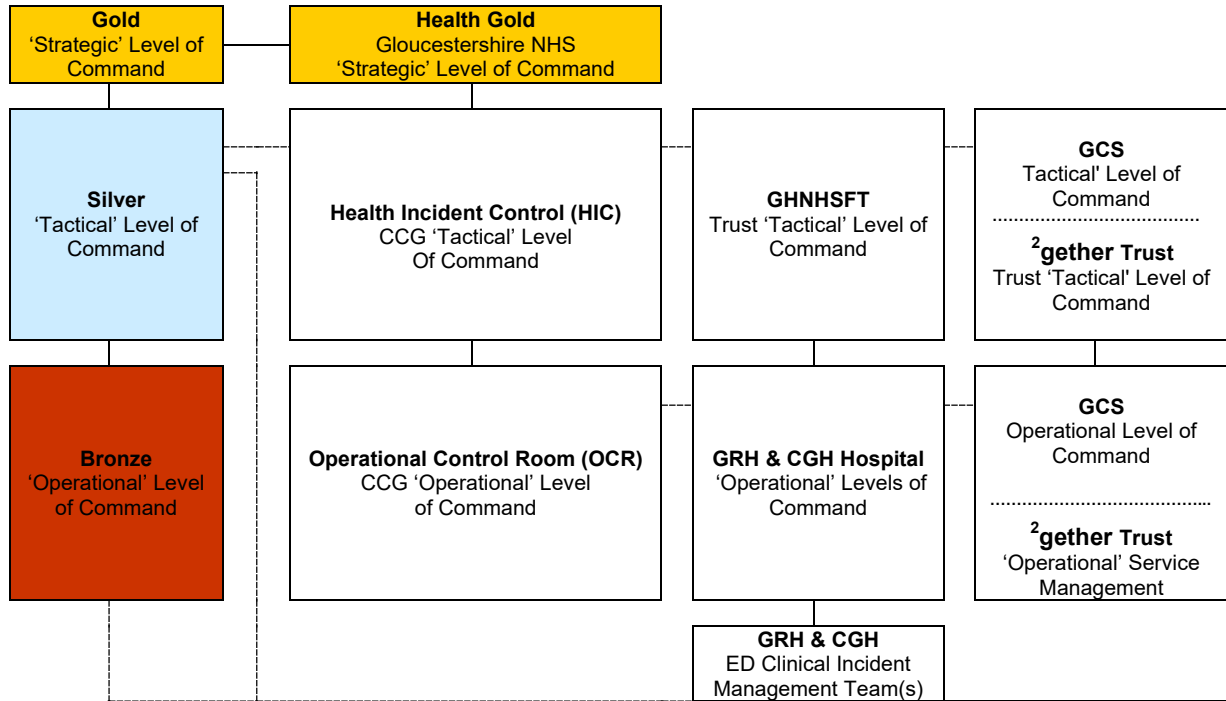 Gold
‘Strategic’ Level of
Command
Health Gold
Gloucestershire NHS
‘Strategic’ Level of Command
Silver
‘Tactical’ Level of
Command
Health Incident Control (HIC)
CCG ‘Tactical’ Level
Of Command
GHNHSFT
Trust ‘Tactical’ Level of
Command
GCS
Tactical' Level of
Command
²gether Trust
Trust ‘Tactical' Level of
Command
Bronze
‘Operational’ Level
of Command
Operational Control Room (OCR)
CCG ‘Operational’ Level
of Command
GRH & CGH Hospital
‘Operational’ Levels of
Command
GCS
Operational Level of
Command
²gether Trust
‘Operational’ Service
Management
GRH & CGH
ED Clinical Incident
Management Team(s)